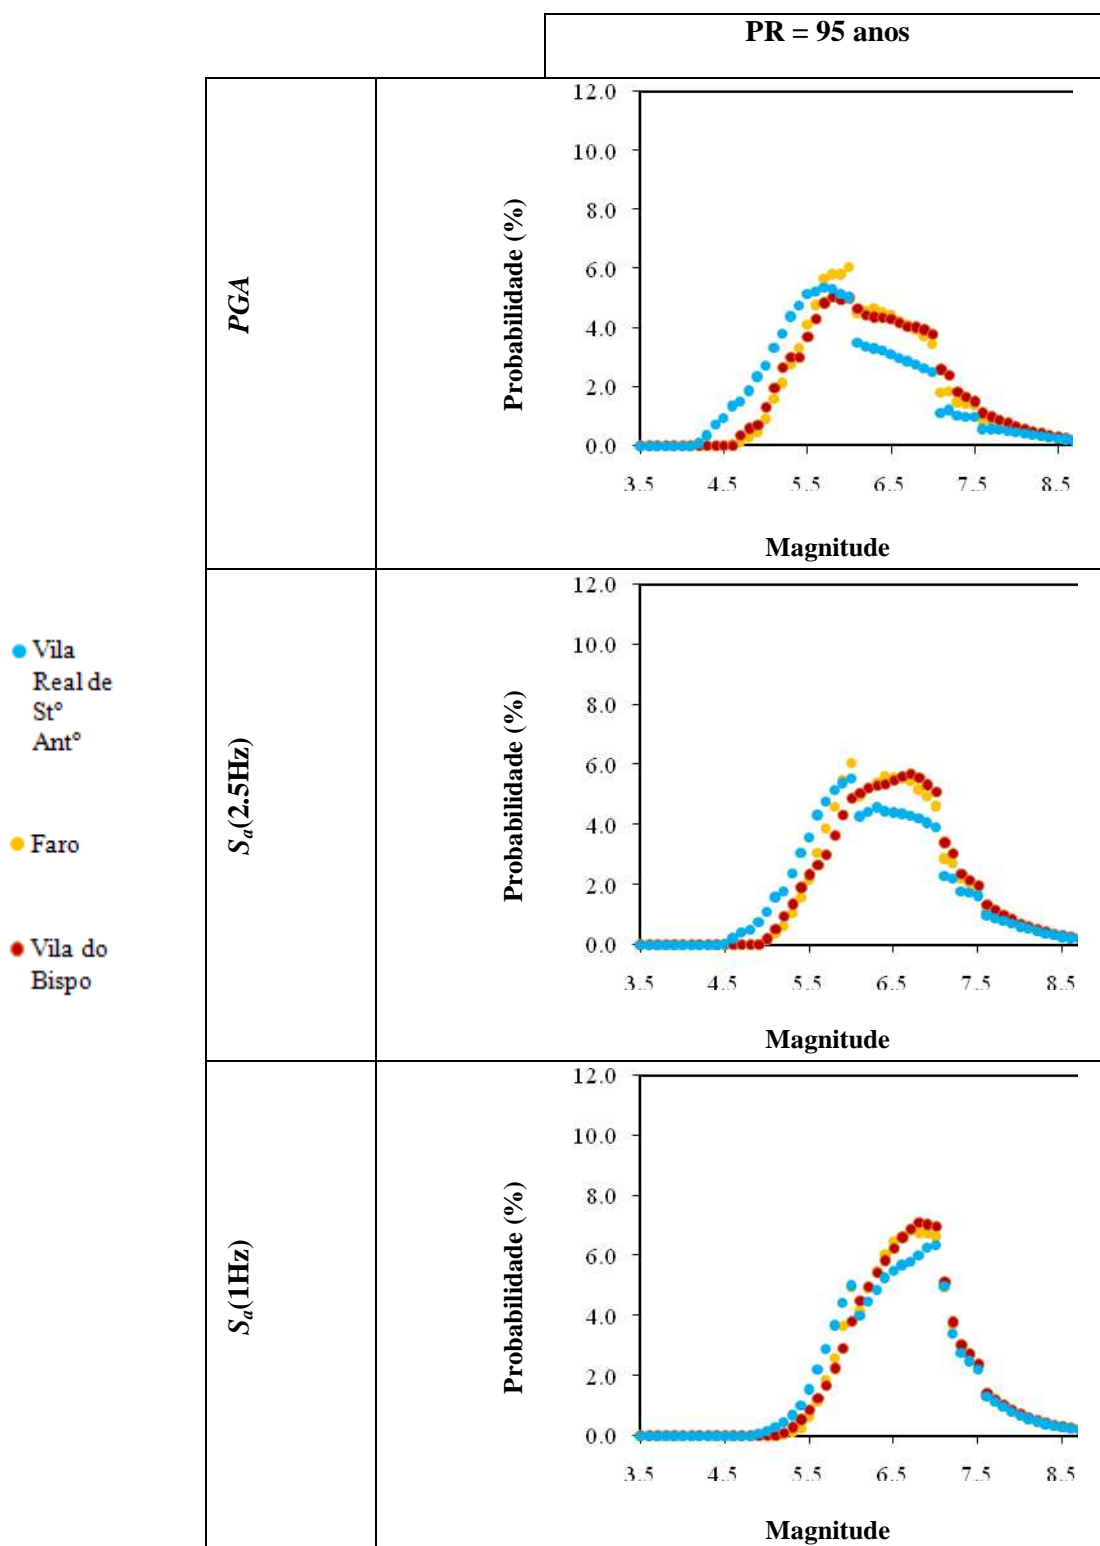 PR = 95 anos
Vila
Real de
Stº
Antº
Faro
Vila do
Bispo
PGA
Probabilidade (%)
12.0
10.0
8.0
6.0
4.0
2.0
0.0
3.5 4.5 5.5 6.5 7.5 8.5
Magnitude
Sa(2.5Hz)
Probabilidade (%)
12.0
10.0
8.0
6.0
4.0
2.0
0.0
3.5 4.5 5.5 6.5 7.5 8.5
Magnitude
Sa(1Hz)
Probabilidade (%)
12.0
10.0
8.0
6.0
4.0
2.0
0.0
3.5 4.5 5.5 6.5 7.5 8.5
Magnitude